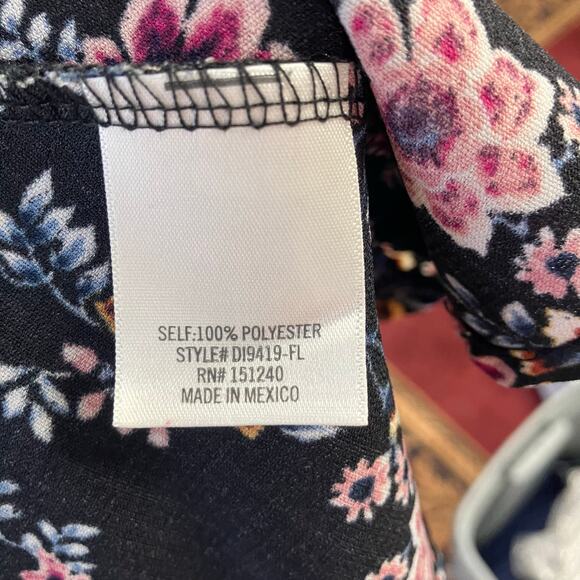 SELF:100% POLYESTER
STYLE# DI9419-FL
RN# 151240
MADE IN MEXICO